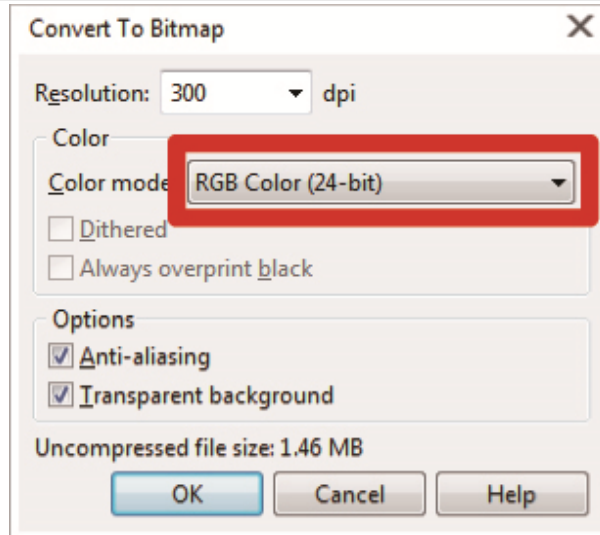 Convert To Bitmap
Resolution: 300 dpi
Color
Color mode RGB Color (24-bit)
Dithered
Always overprint black
Options
Anti-aliasing
Transparent background
Uncompressed file size: 1.46 MB
OK Cancel Help